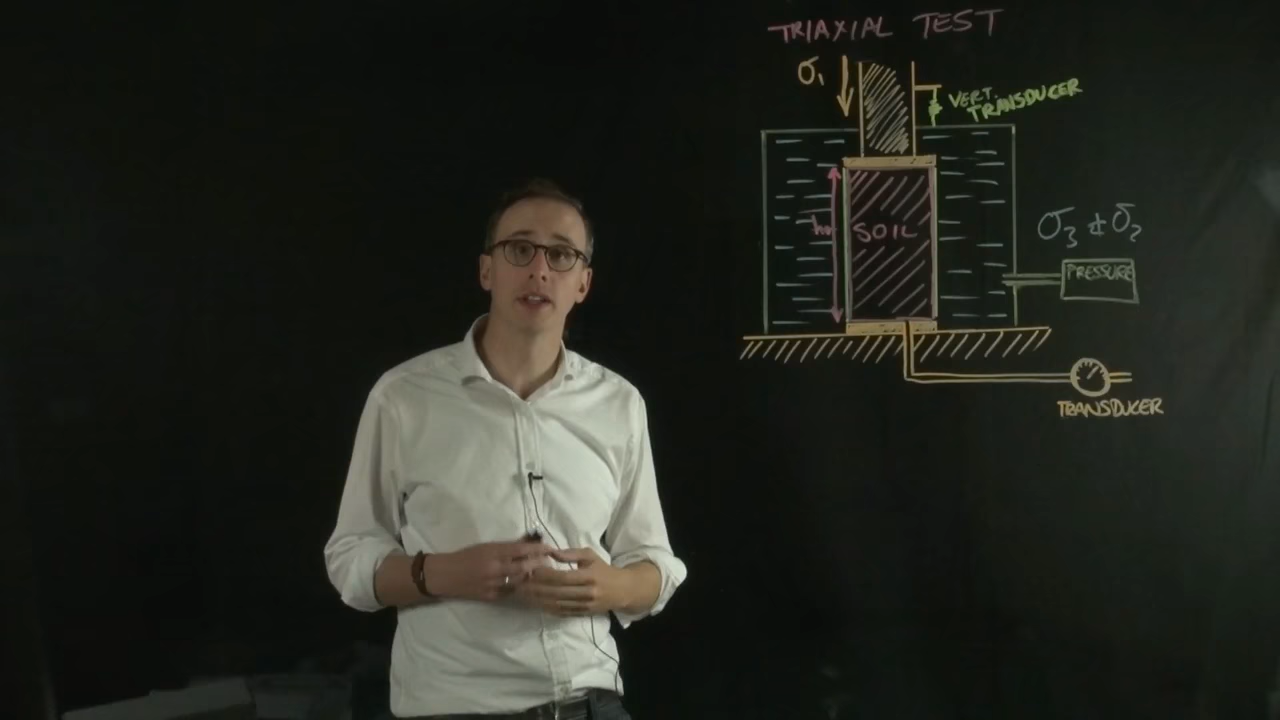 TRIAXIAL TEST
σ₁
VERT.
TRANSDUCER
SOIL
σ₃ & σ₂
PRESSURE
TRANSDUCER